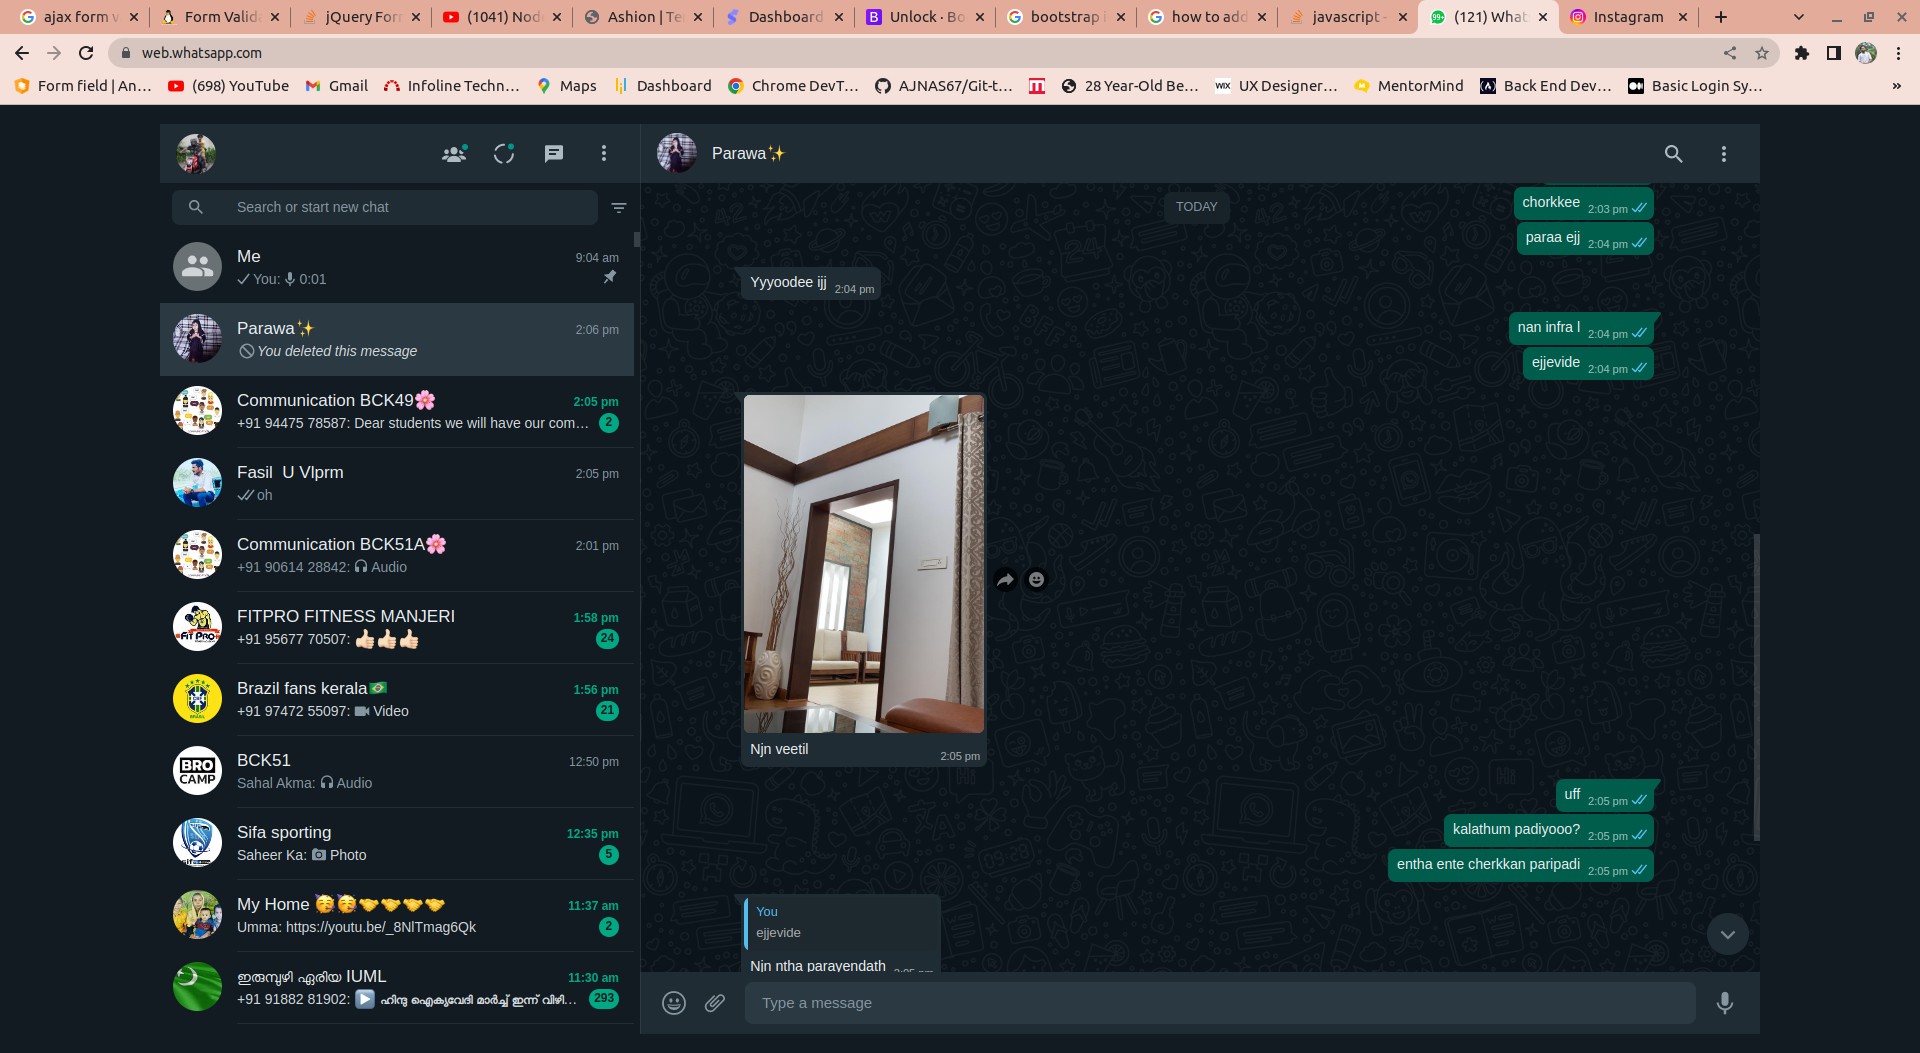 ajax form v
Form Valid
jQuery For
(1041) Nod
Ashion | Te
Dashboard
Unlock · Bo
bootstrap i
how to add
javascript -
(121) What
Instagram
web.whatsapp.com
Form field | An…
(698) YouTube
Gmail
Infoline Techn…
Maps
Dashboard
Chrome DevT…
AJNAS67/Git-t…
28 Year-Old Be…
WIX UX Designer…
MentorMind
Back End Dev…
Basic Login Sy…
»
Search or start new chat
Me
9:04 am
You: 0:01
Parawa✨
2:06 pm
You deleted this message
Communication BCK49🌸
2:05 pm
+91 94475 78587: Dear students we will have our com…
2
Fasil U Vlprm
2:05 pm
oh
Communication BCK51A🌸
2:01 pm
+91 90614 28842: Audio
FITPRO FITNESS MANJERI
1:58 pm
+91 95677 70507: 👍🏻👍🏻👍🏻
24
Brazil fans kerala🇧🇷
1:56 pm
+91 97472 55097: Video
21
BRO
CAMP
BCK51
12:50 pm
Sahal Akma: Audio
Sifa sporting
12:35 pm
Saheer Ka: Photo
5
My Home 🥳🥳🤝🤝🤝🤝
11:37 am
Umma: https://youtu.be/_8NlTmag6Qk
2
ഇരുമ്പുഴി ഏരിയ IUML
11:30 am
+91 91882 81902: ▶️ ഹിന്ദു ഐക്യവേദി മാർച്ച് ഇന്ന് വിഴി…
293
Parawa✨
TODAY
chorkkee 2:03 pm
paraa ejj 2:04 pm
Yyyoodee ijj 2:04 pm
nan infra l 2:04 pm
ejjevide 2:04 pm
Njn veetil
2:05 pm
uff 2:05 pm
kalathum padiyooo? 2:05 pm
entha ente cherkkan paripadi 2:05 pm
You
ejjevide
Njn ntha parayendath 2:05 pm
Type a message